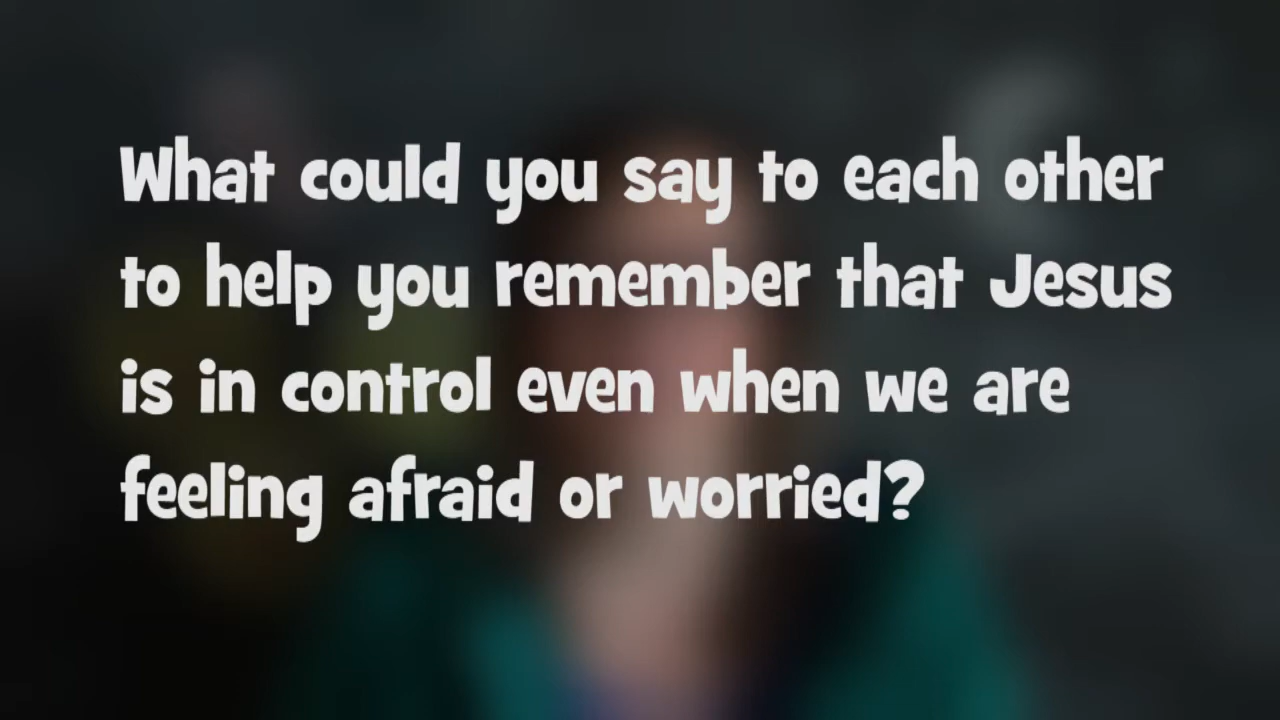 What could you say to each other
to help you remember that Jesus
is in control even when we are
feeling afraid or worried?